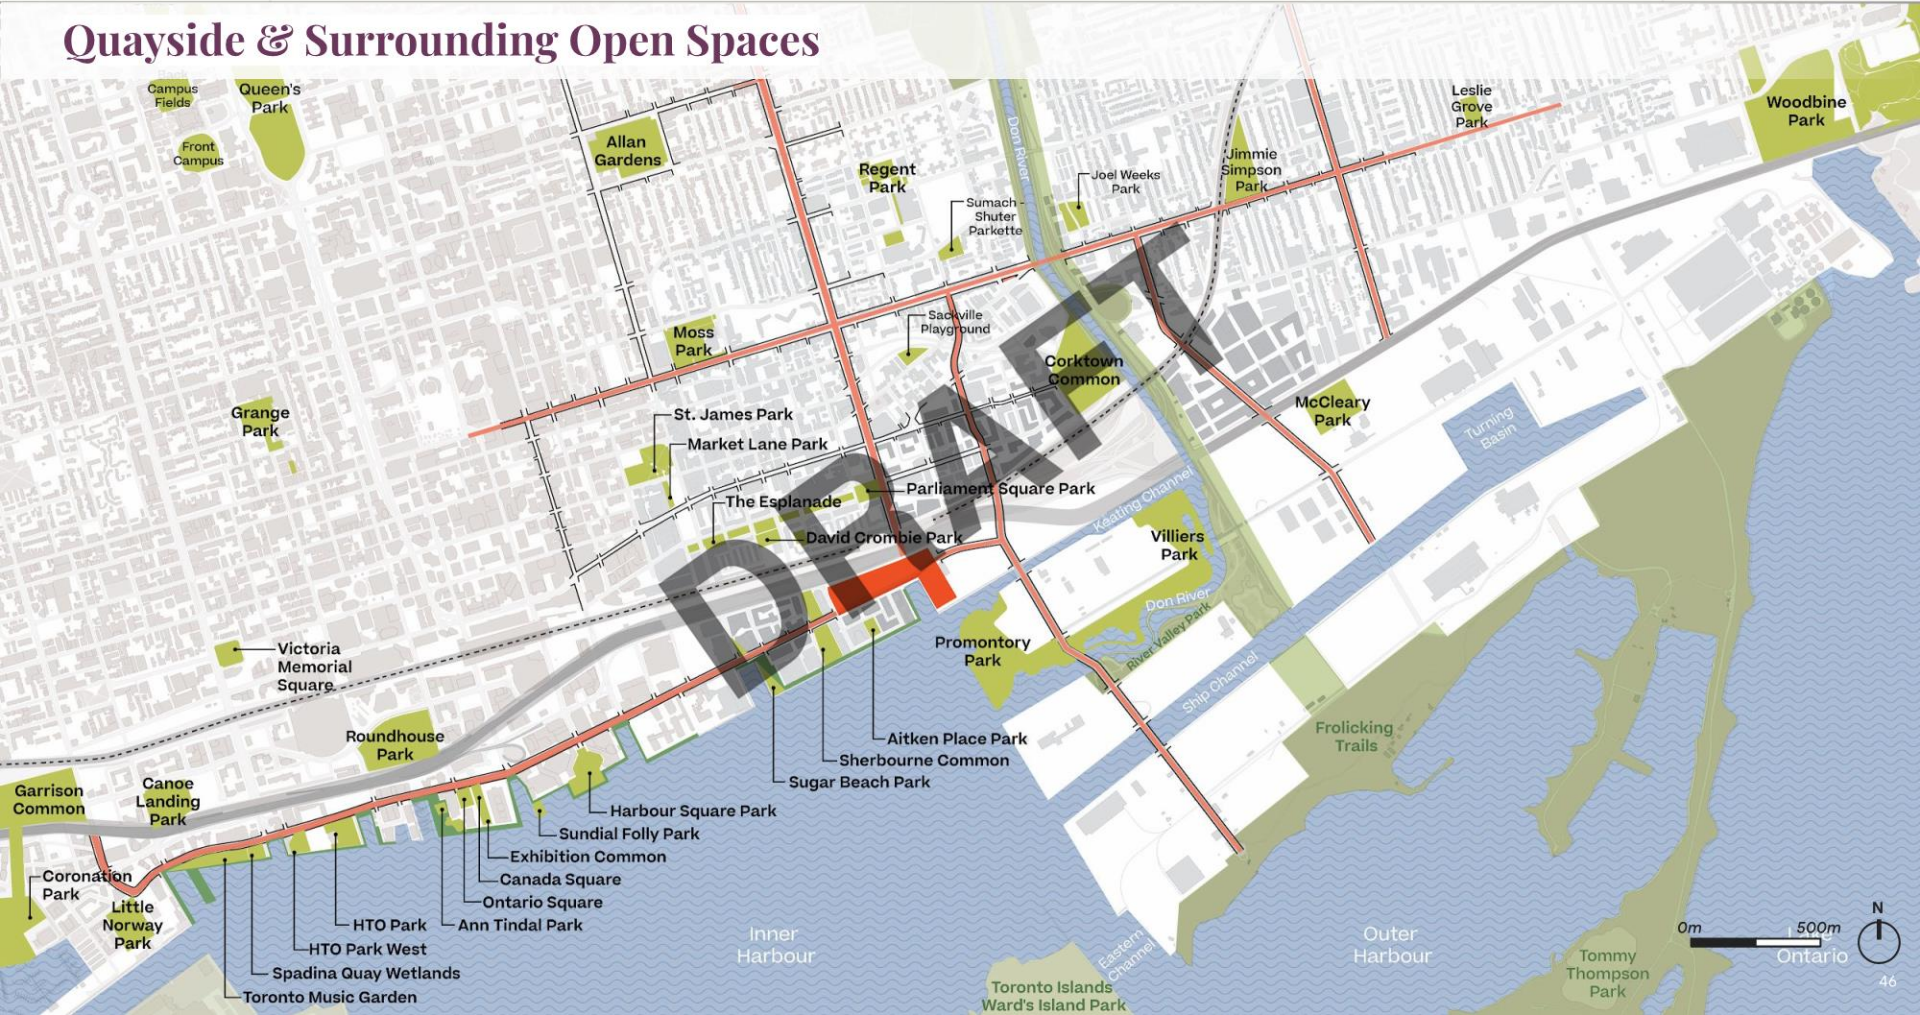 Quayside & Surrounding Open Spaces
Back
Campus
Fields
Queen's
Park
Front
Campus
Allan
Gardens
Regent
Park
Sumach -
Shuter
Parkette
Don River
Joel Weeks
Park
Jimmie
Simpson
Park
Leslie
Grove
Park
Woodbine
Park
Moss
Park
Sackville
Playground
Corktown
Common
Grange
Park
St. James Park
Market Lane Park
The Esplanade
Parliament Square Park
David Crombie Park
McCleary
Park
Turning
Basin
Keating Channel
Villiers
Park
Don River
River Valley Park
Promontory
Park
Ship Channel
Frolicking
Trails
DRAFT
Victoria
Memorial
Square
Roundhouse
Park
Garrison
Common
Canoe
Landing
Park
Coronation
Park
Little
Norway
Park
Aitken Place Park
Sherbourne Common
Sugar Beach Park
Harbour Square Park
Sundial Folly Park
Exhibition Common
Canada Square
Ontario Square
Ann Tindal Park
HTO Park
HTO Park West
Spadina Quay Wetlands
Toronto Music Garden
Inner
Harbour
Outer
Harbour
Eastern
Channel
Toronto Islands
Ward's Island Park
Tommy
Thompson
Park
Lake
Ontario
0m
500m
N
46